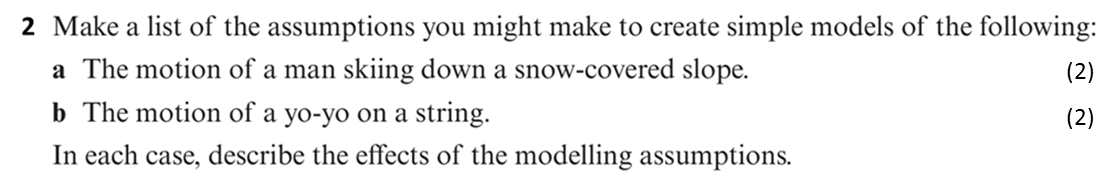 2 Make a list of the assumptions you might make to create simple models of the following:
a The motion of a man skiing down a snow-covered slope. (2)
b The motion of a yo-yo on a string. (2)
In each case, describe the effects of the modelling assumptions.